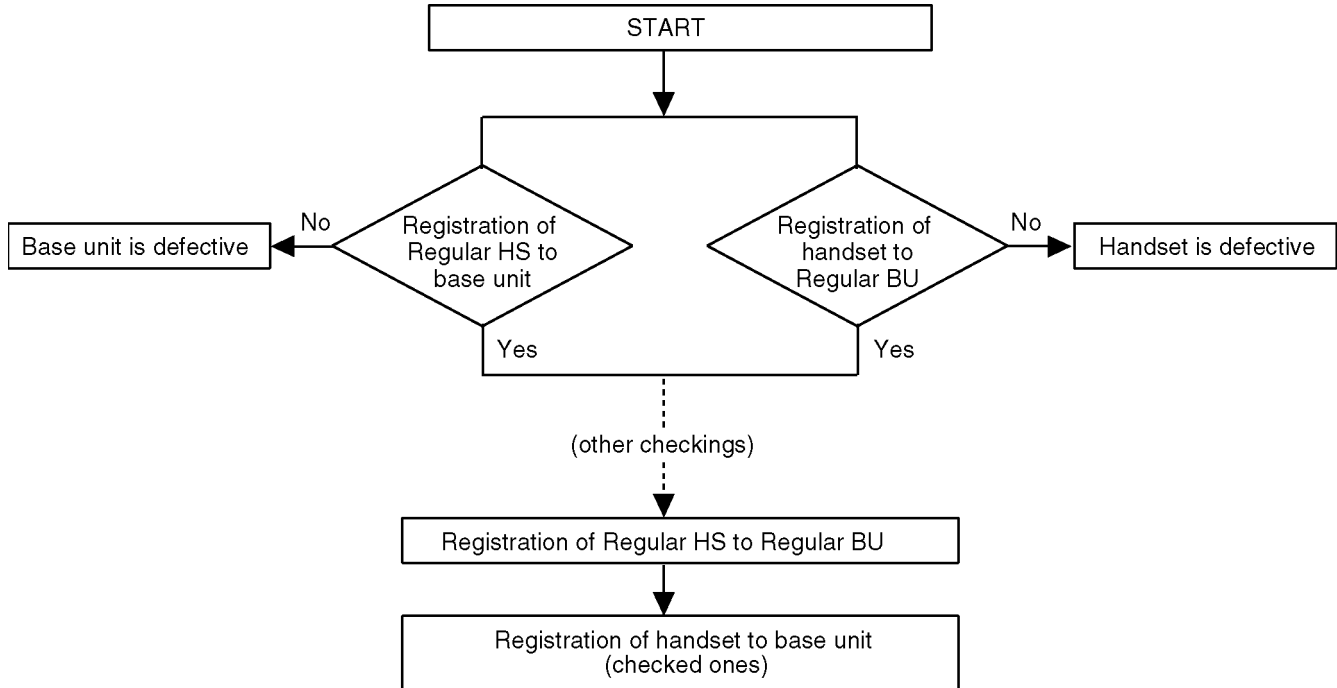 START
No
Registration of
Regular HS to
base unit
Base unit is defective
Yes
Registration of
handset to
Regular BU
No
Handset is defective
Yes
(other checkings)
Registration of Regular HS to Regular BU
Registration of handset to base unit
(checked ones)